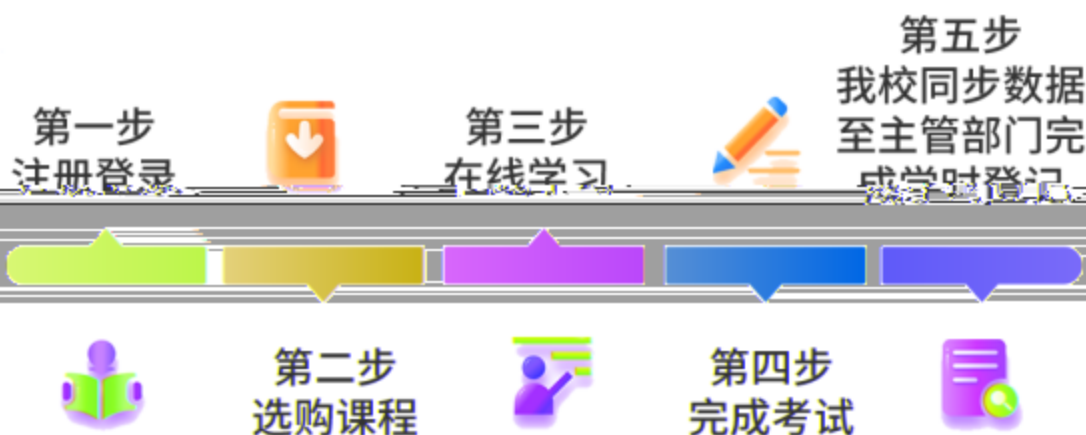 第一步
注册登录
第二步
选购课程
第三步
在线学习
第四步
完成考试
第五步
我校同步数据
至主管部门完
成学时登记